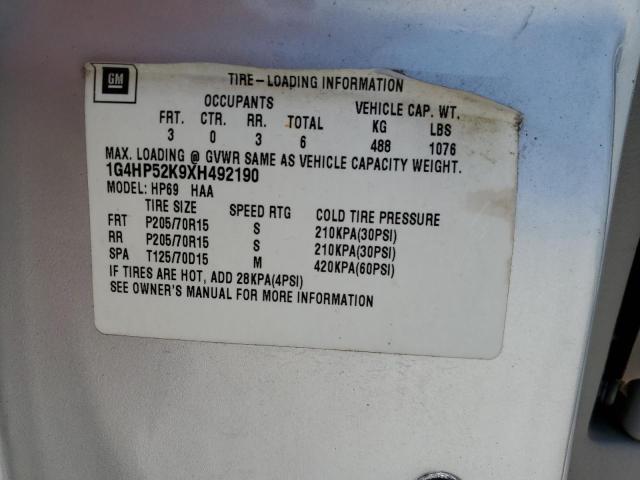 GM
TIRE-LOADING INFORMATION
OCCUPANTS VEHICLE CAP. WT.
FRT. CTR. RR. TOTAL KG LBS
3 0 3 6 488 1076
MAX. LOADING @ GVWR SAME AS VEHICLE CAPACITY WEIGHT.
1G4HP52K9XH492190
MODEL: HP69 HAA
TIRE SIZE SPEED RTG COLD TIRE PRESSURE
FRT P205/70R15 S 210KPA(30PSI)
RR P205/70R15 S 210KPA(30PSI)
SPA T125/70D15 M 420KPA(60PSI)
IF TIRES ARE HOT, ADD 28KPA(4PSI)
SEE OWNER'S MANUAL FOR MORE INFORMATION